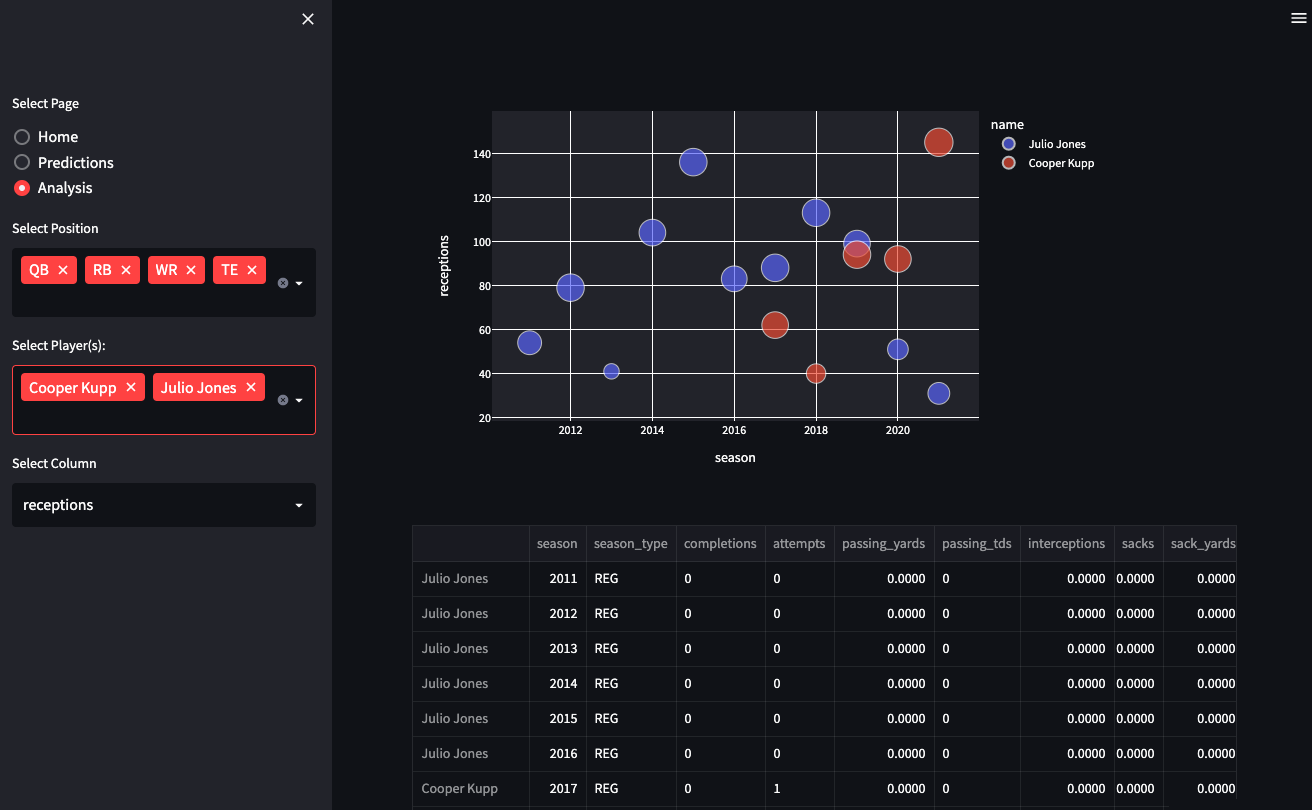 Select Page
Home
Predictions
Analysis
Select Position
QB RB WR TE
Select Player(s):
Cooper Kupp Julio Jones
Select Column
receptions
name
Julio Jones
Cooper Kupp
receptions
140
120
100
80
60
40
20
2012 2014 2016 2018 2020
season
season season_type completions attempts passing_yards passing_tds interceptions sacks sack_yards
Julio Jones 2011 REG 0 0 0.0000 0 0.0000 0.0000 0.0000
Julio Jones 2012 REG 0 0 0.0000 0 0.0000 0.0000 0.0000
Julio Jones 2013 REG 0 0 0.0000 0 0.0000 0.0000 0.0000
Julio Jones 2014 REG 0 0 0.0000 0 0.0000 0.0000 0.0000
Julio Jones 2015 REG 0 0 0.0000 0 0.0000 0.0000 0.0000
Julio Jones 2016 REG 0 0 0.0000 0 0.0000 0.0000 0.0000
Cooper Kupp 2017 REG 0 1 0.0000 0 0.0000 0.0000 0.0000